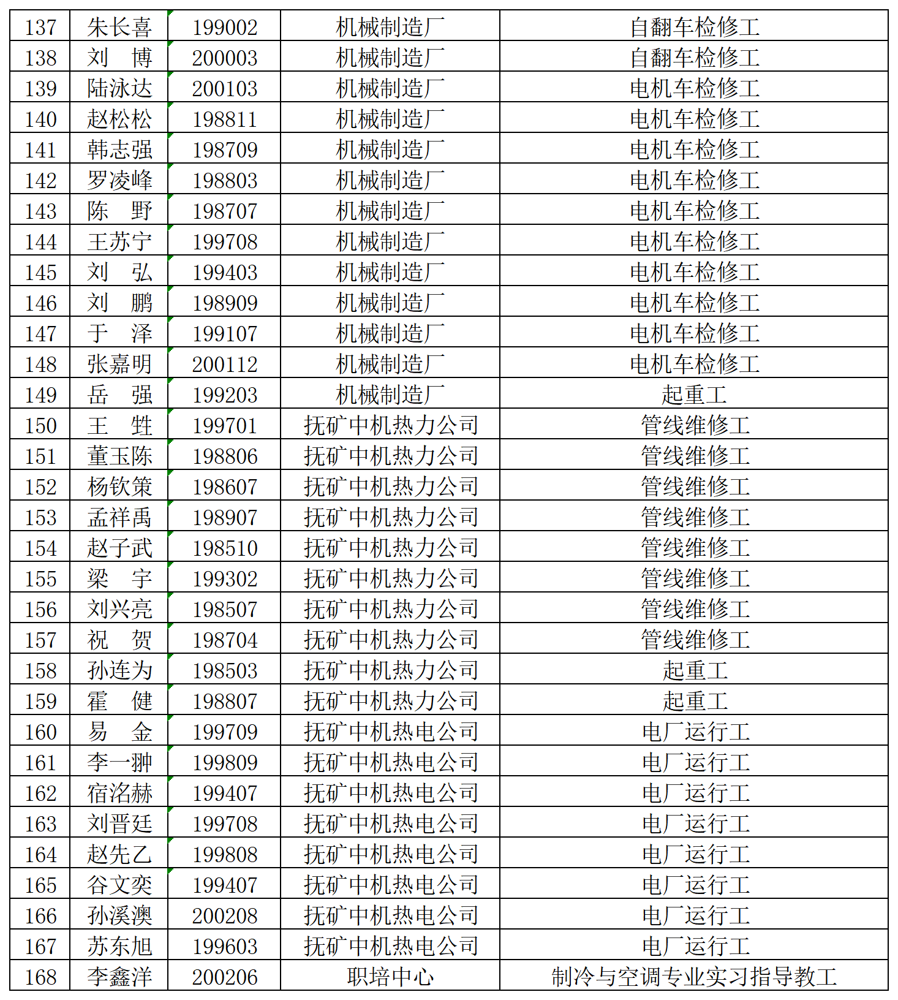 137 朱长喜 199002 机械制造厂 自翻车检修工
138 刘　博 200003 机械制造厂 自翻车检修工
139 陆泳达 200103 机械制造厂 电机车检修工
140 赵松松 198811 机械制造厂 电机车检修工
141 韩志强 198709 机械制造厂 电机车检修工
142 罗凌峰 198803 机械制造厂 电机车检修工
143 陈　野 198707 机械制造厂 电机车检修工
144 王苏宁 199708 机械制造厂 电机车检修工
145 刘　弘 199403 机械制造厂 电机车检修工
146 刘　鹏 198909 机械制造厂 电机车检修工
147 于　泽 199107 机械制造厂 电机车检修工
148 张嘉明 200112 机械制造厂 电机车检修工
149 岳　强 199203 机械制造厂 起重工
150 王　甡 199701 抚矿中机热力公司 管线维修工
151 董玉陈 198806 抚矿中机热力公司 管线维修工
152 杨钦策 198607 抚矿中机热力公司 管线维修工
153 孟祥禹 198907 抚矿中机热力公司 管线维修工
154 赵子武 198510 抚矿中机热力公司 管线维修工
155 梁　宇 199302 抚矿中机热力公司 管线维修工
156 刘兴亮 198507 抚矿中机热力公司 管线维修工
157 祝　贺 198704 抚矿中机热力公司 管线维修工
158 孙连为 198503 抚矿中机热力公司 起重工
159 霍　健 198807 抚矿中机热力公司 起重工
160 易　金 199709 抚矿中机热电公司 电厂运行工
161 李一翀 199809 抚矿中机热电公司 电厂运行工
162 宿洺赫 199407 抚矿中机热电公司 电厂运行工
163 刘晋廷 199708 抚矿中机热电公司 电厂运行工
164 赵先乙 199808 抚矿中机热电公司 电厂运行工
165 谷文奕 199407 抚矿中机热电公司 电厂运行工
166 孙溪澳 200208 抚矿中机热电公司 电厂运行工
167 苏东旭 199603 抚矿中机热电公司 电厂运行工
168 李鑫洋 200206 职培中心 制冷与空调专业实习指导教工